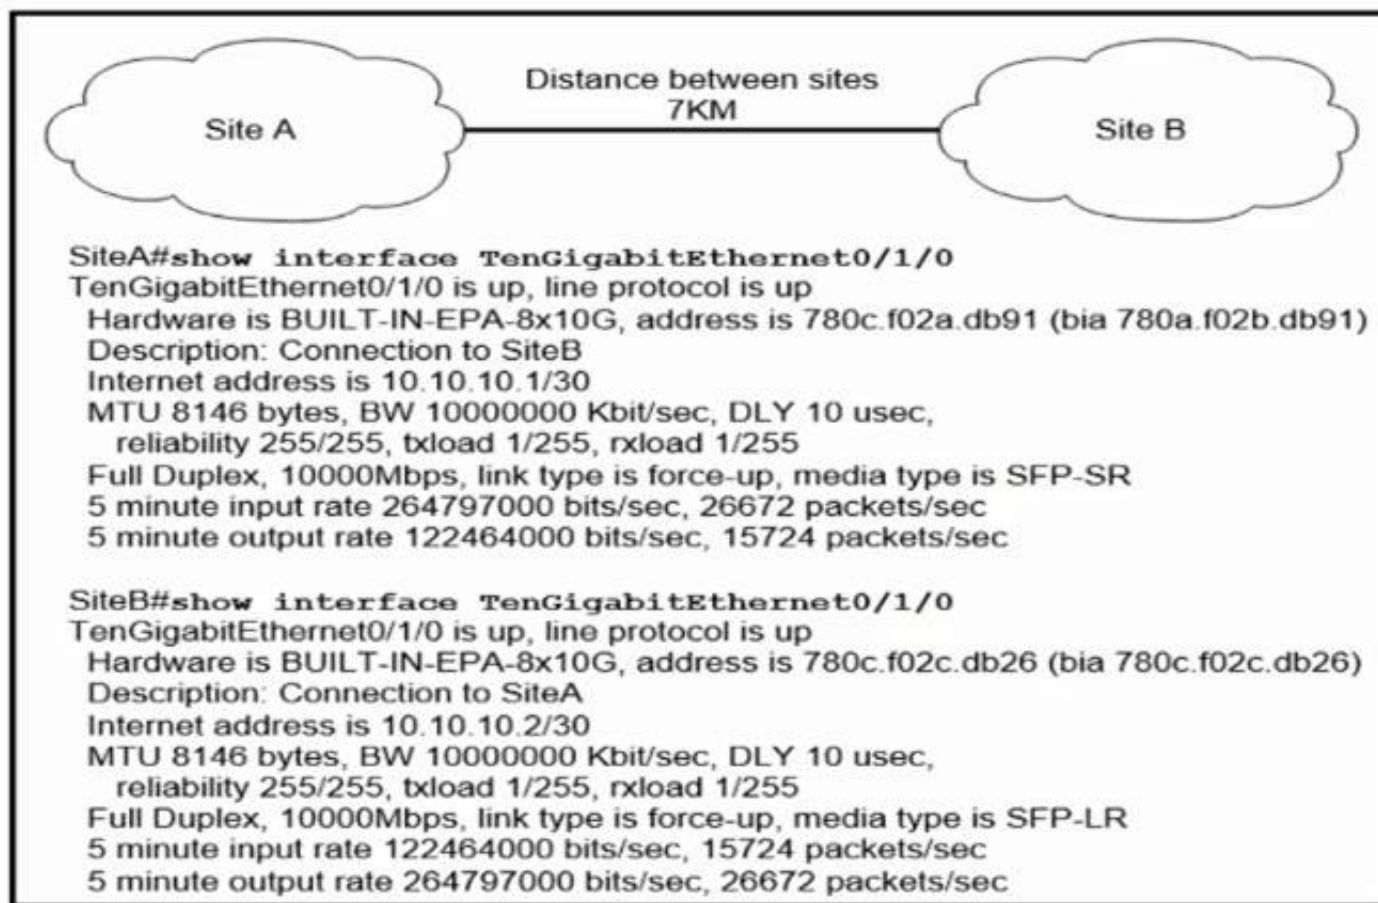 Distance between sites
7KM
Site A
Site B
SiteA#show interface TenGigabitEthernet0/1/0
TenGigabitEthernet0/1/0 is up, line protocol is up
Hardware is BUILT-IN-EPA-8x10G, address is 780c.f02a.db91 (bia 780a.f02b.db91)
Description: Connection to SiteB
Internet address is 10.10.10.1/30
MTU 8146 bytes, BW 10000000 Kbit/sec, DLY 10 usec,
reliability 255/255, txload 1/255, rxload 1/255
Full Duplex, 10000Mbps, link type is force-up, media type is SFP-SR
5 minute input rate 264797000 bits/sec, 26672 packets/sec
5 minute output rate 122464000 bits/sec, 15724 packets/sec
SiteB#show interface TenGigabitEthernet0/1/0
TenGigabitEthernet0/1/0 is up, line protocol is up
Hardware is BUILT-IN-EPA-8x10G, address is 780c.f02c.db26 (bia 780c.f02c.db26)
Description: Connection to SiteA
Internet address is 10.10.10.2/30
MTU 8146 bytes, BW 10000000 Kbit/sec, DLY 10 usec,
reliability 255/255, txload 1/255, rxload 1/255
Full Duplex, 10000Mbps, link type is force-up, media type is SFP-LR
5 minute input rate 122464000 bits/sec, 15724 packets/sec
5 minute output rate 264797000 bits/sec, 26672 packets/sec